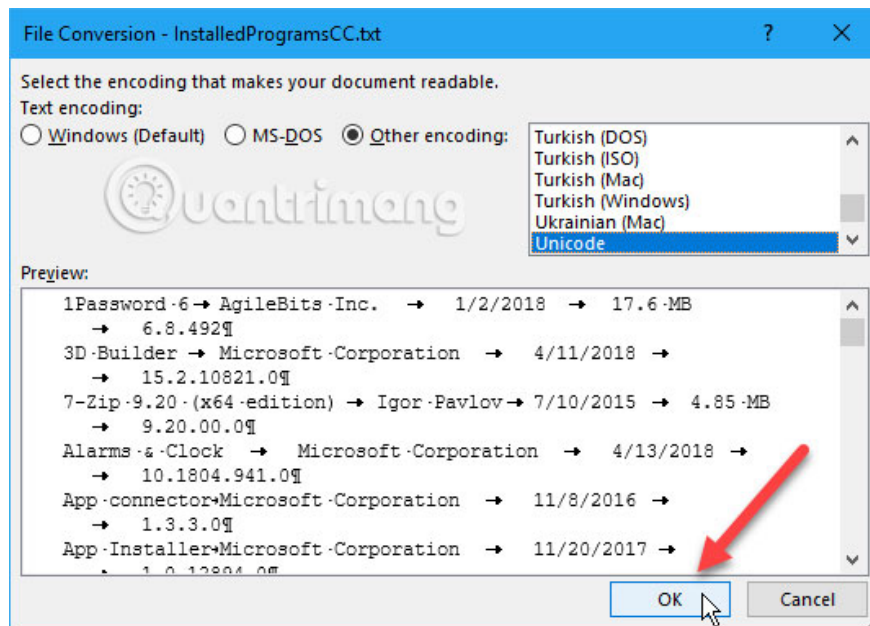 File Conversion - InstalledProgramsCC.txt ? ×
Select the encoding that makes your document readable.
Text encoding:
Windows (Default) MS-DOS Other encoding:
Turkish (DOS)
Turkish (ISO)
Turkish (Mac)
Turkish (Windows)
Ukrainian (Mac)
Unicode
Quantrimang
Preview:
1Password·6→ AgileBits·Inc. → 1/2/2018 → 17.6·MB
→ 6.8.492¶
3D·Builder → Microsoft·Corporation → 4/11/2018 →
→ 15.2.10821.0¶
7-Zip·9.20·(x64·edition) → Igor·Pavlov→ 7/10/2015 → 4.85·MB
→ 9.20.00.0¶
Alarms·&·Clock → Microsoft·Corporation → 4/13/2018 →
→ 10.1804.941.0¶
App·connector→Microsoft·Corporation → 11/8/2016 →
→ 1.3.3.0¶
App·Installer→Microsoft·Corporation → 11/20/2017 →
→ 1.0.12894.0¶
OK Cancel